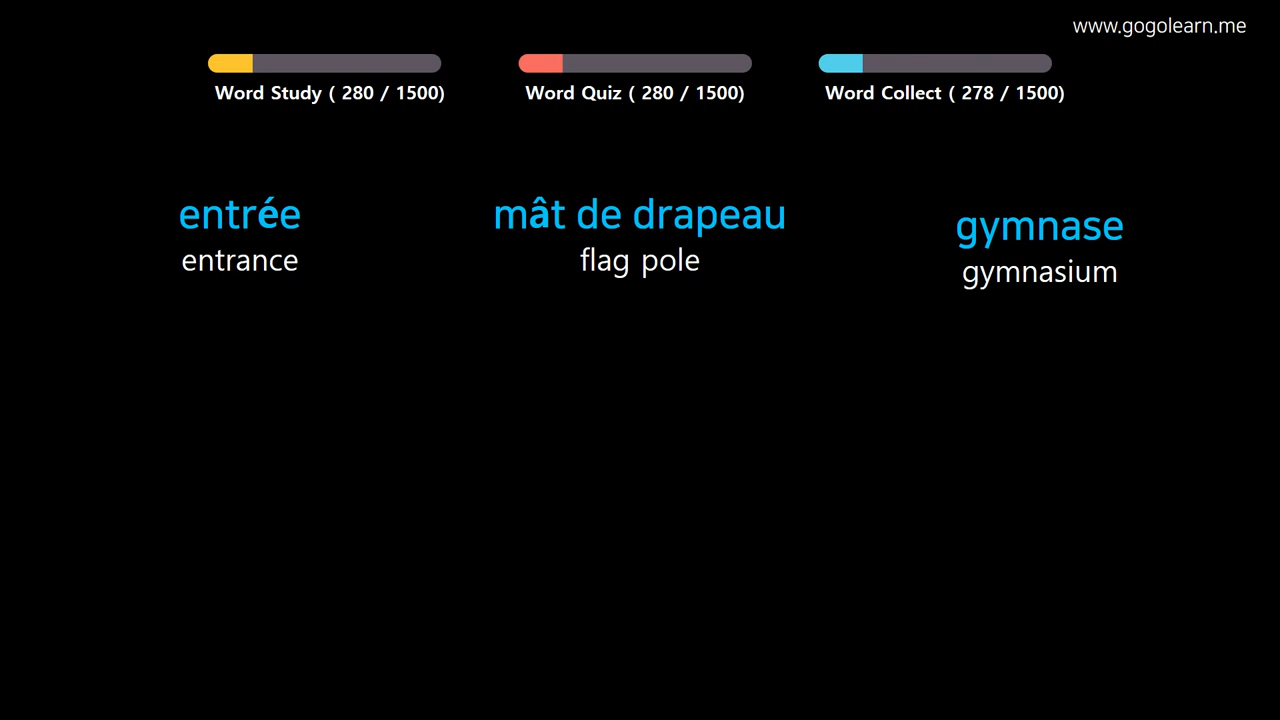 www.gogolearn.me
Word Study ( 280 / 1500)
Word Quiz ( 280 / 1500)
Word Collect ( 278 / 1500)
entrée
entrance
mât de drapeau
flag pole
gymnase
gymnasium